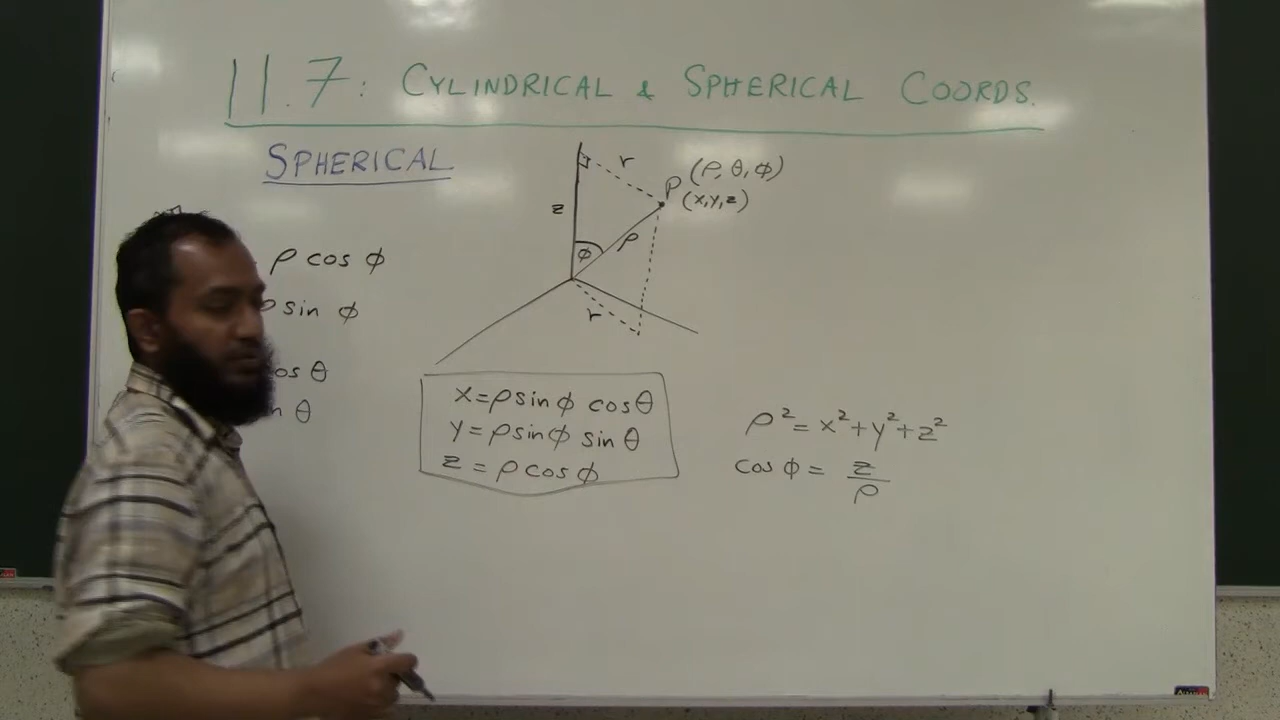 11.7: CYLINDRICAL & SPHERICAL COORDS.
SPHERICAL
r
P (ρ, θ, φ)
(x, y, z)
z
φ
ρ
r
ρ cos φ
ρ sin φ
cos θ
θ
x = ρ sin φ cos θ
y = ρ sin φ sin θ
z = ρ cos φ
ρ² = x² + y² + z²
cos φ = z/ρ